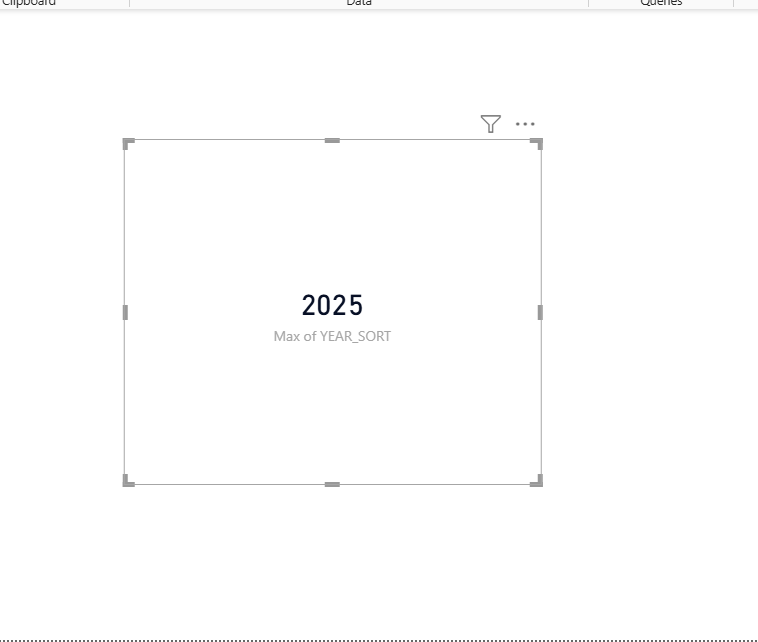 Clipboard
Data
Queries
2025
Max of YEAR_SORT